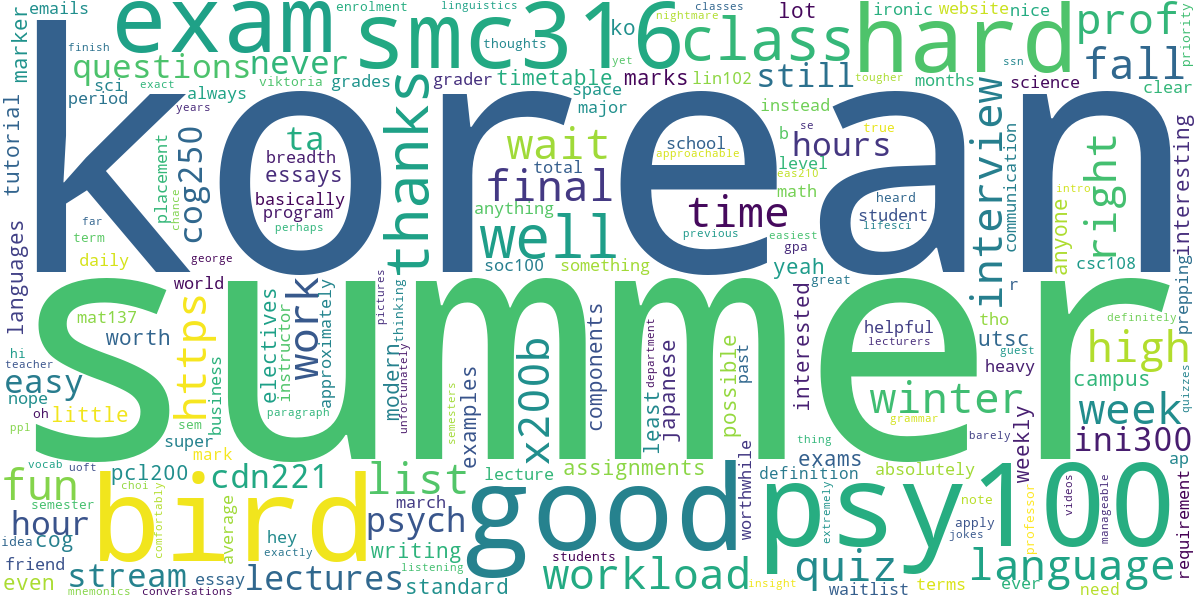 emails
enrolment
linguistics
nightmare
classes
ironic
website
nice
marker
exam
smc316
ko
lot
prof
priority
finish
thoughts
yet
class
hard
fall
questions
never
grades
grader
timetable
marks
lin102
still
tougher
months
ssn
science
clear
sci
exact
viktoria
space
period
always
years
major
instead
korean
thanks
ta
breadth
essays
basically
program
perhaps
wait
total
final
anything
well
soc100
something
school
approachable
eas210
b
se
true
hours
level
math
time
previous
easiest
gpa
yeah
great
heard
student
lifesci
interview
communication
intro
anyone
right
csc108
prepping
interesting
tutorial
languages
placement
chance
cog250
far
term
daily
george
world
summer
mat137
worth
https
business
electives
instructor
work
approximately
pictures
modern
unfortunately
thinking
semesters
examples
x200b
components
least
department
japanese
possible
past
interested
r
tho
definitely
helpful
lecturers
utsc
guest
heavy
high
winter
campus
week
quizzes
hi
teacher
easy
nope
oh
little
ppl
sem
super
mark
paragraph
grammar
thing
barely
weekly
ini300
vocab
uoft
pcl200
cdn221
list
lecture
assignments
worthwhile
definition
exams
absolutely
ap
fun
semester
choi
bird
comfortably
average
march
psych
good
psy100
extremely
note
professor
videos
manageable
requirement
hour
idea
cog
hey
exactly
writing
listening
students
apply
jokes
friend
even
stream
mnemonics
conversations
essay
lectures
standard
workload
insight
quiz
waitlist
terms
language
ever
need